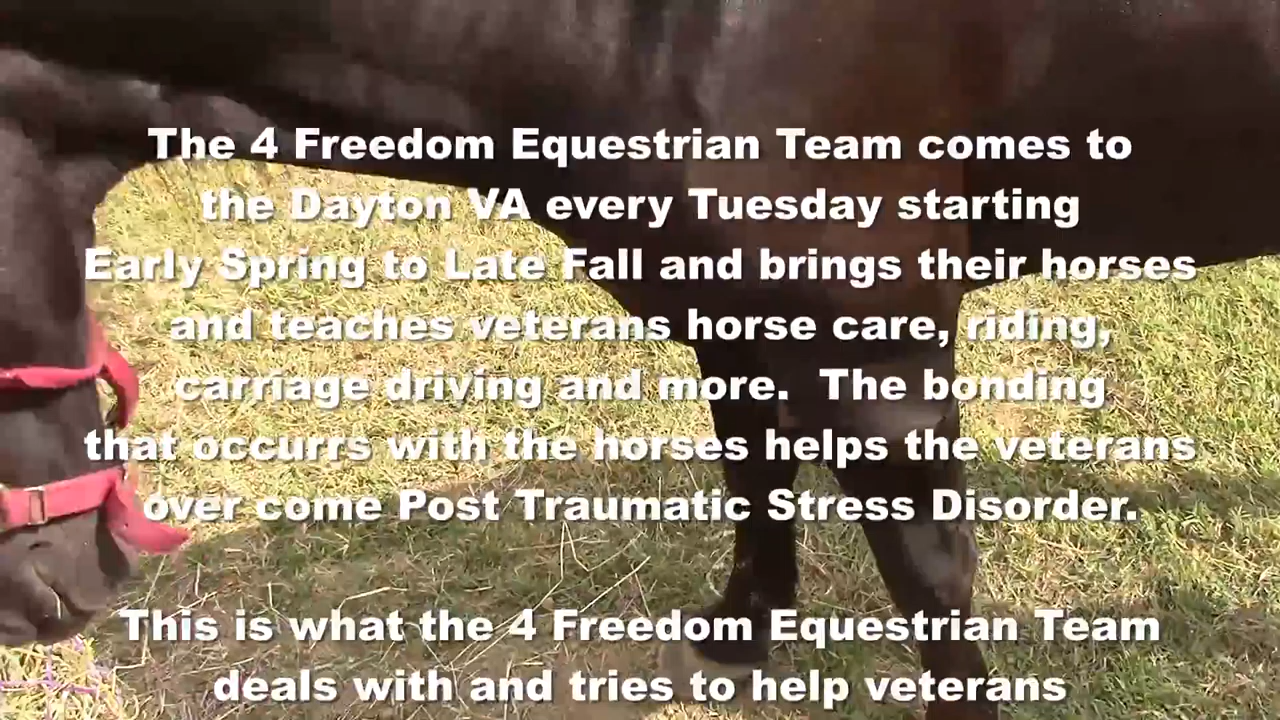 The 4 Freedom Equestrian Team comes to
the Dayton VA every Tuesday starting
Early Spring to Late Fall and brings their horses
and teaches veterans horse care, riding,
carriage driving and more.  The bonding
that occurrs with the horses helps the veterans
over come Post Traumatic Stress Disorder.
This is what the 4 Freedom Equestrian Team
deals with and tries to help veterans